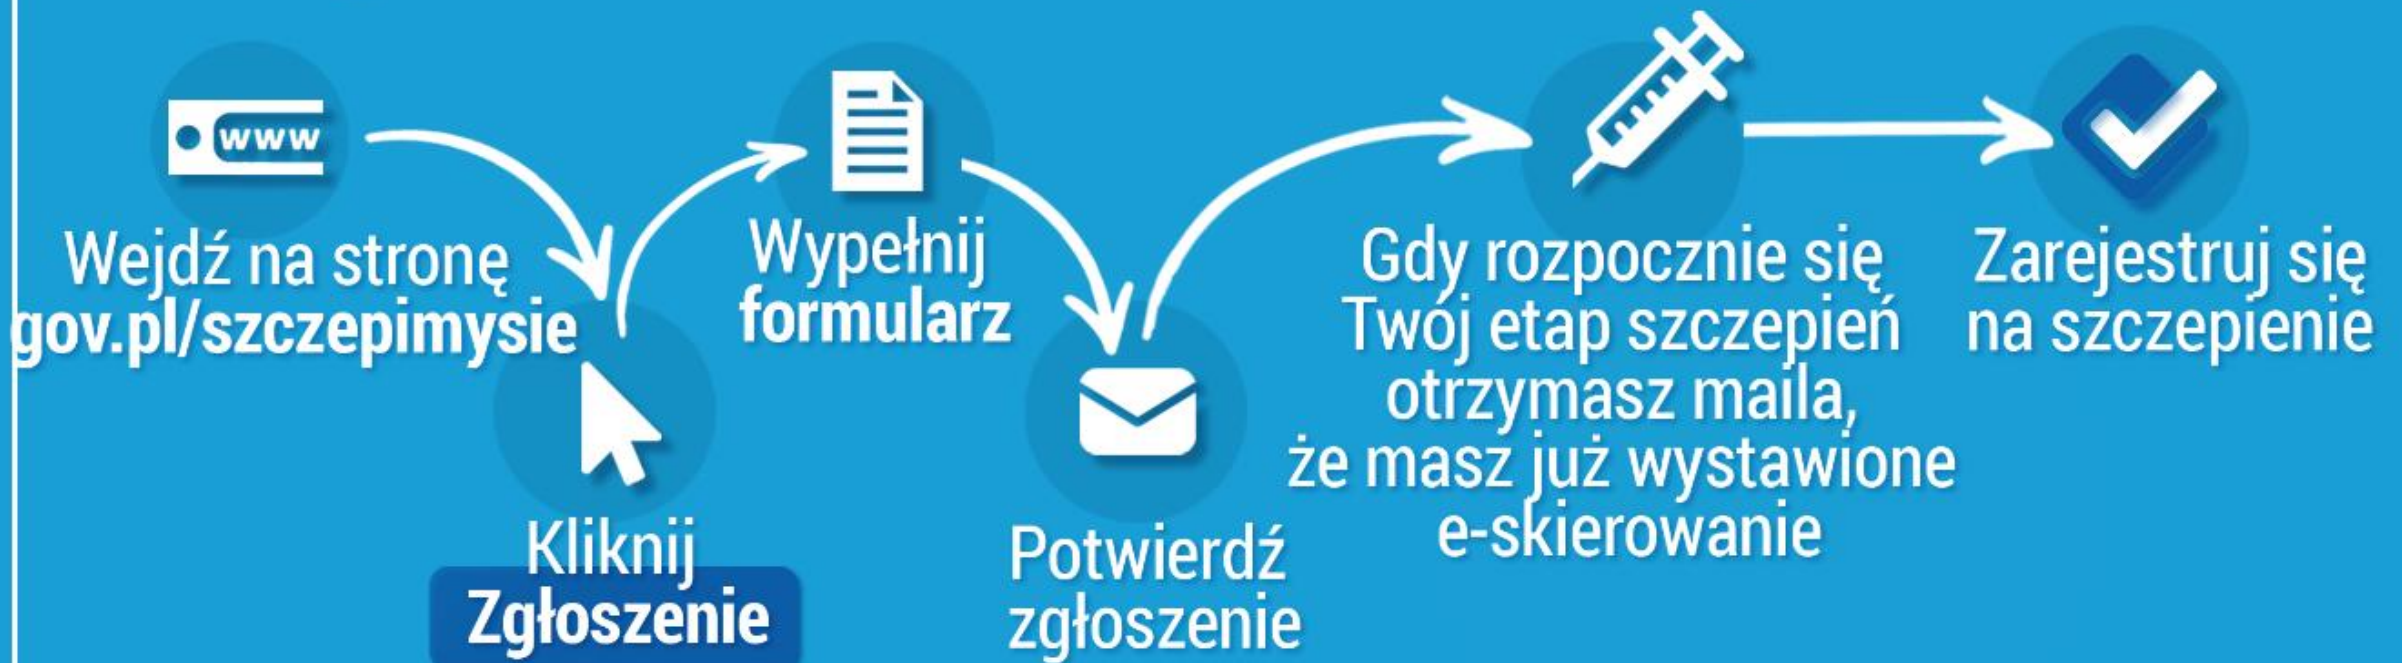 www
Wejdź na stronę
gov.pl/szczepimysie
Kliknij
Zgłoszenie
Wypełnij
formularz
Potwierdź
zgłoszenie
Gdy rozpocznie się
Twój etap szczepień
otrzymasz maila,
że masz już wystawione
e-skierowanie
Zarejestruj się
na szczepienie